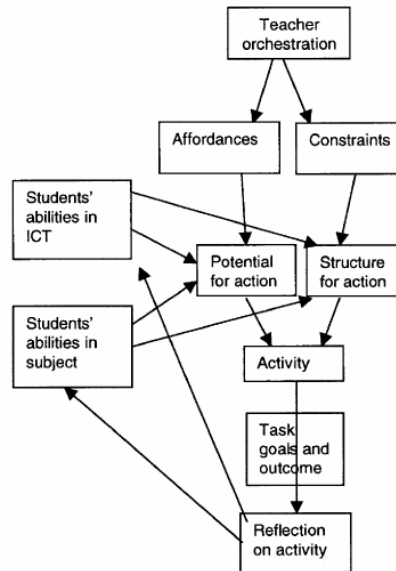 Teacher
orchestration
Affordances
Constraints
Students'
abilities in
ICT
Potential
for action
Structure
for action
Students'
abilities in
subject
Activity
Task
goals and
outcome
Reflection
on activity